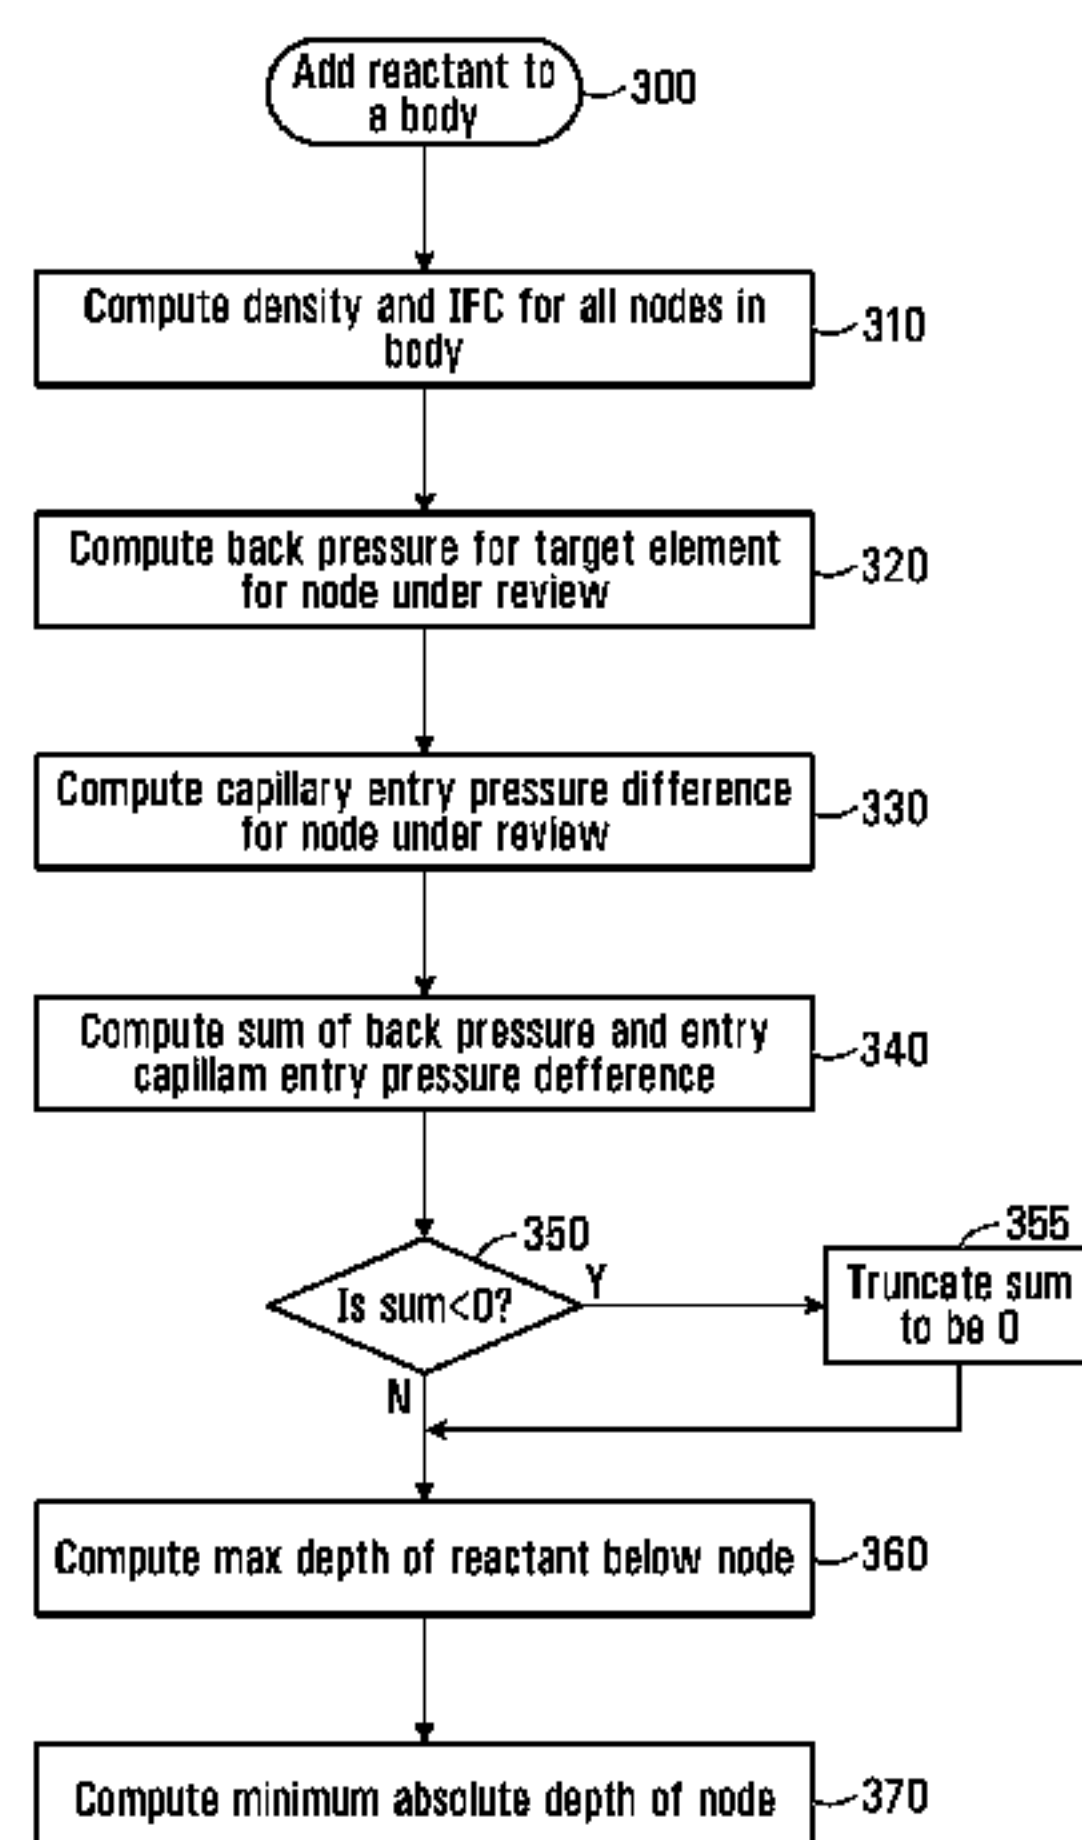 Add reactant to
a body
300
Compute density and IFC for all nodes in
body
310
Compute back pressure for target element
for node under review
320
Compute capillary entry pressure difference
for node under review
330
Compute sum of back pressure and entry
capillam entry pressure defference
340
350
Is sum<0?
Y
355
Truncate sum
to be 0
N
Compute max depth of reactant below node
360
Compute minimum absolute depth of node
370